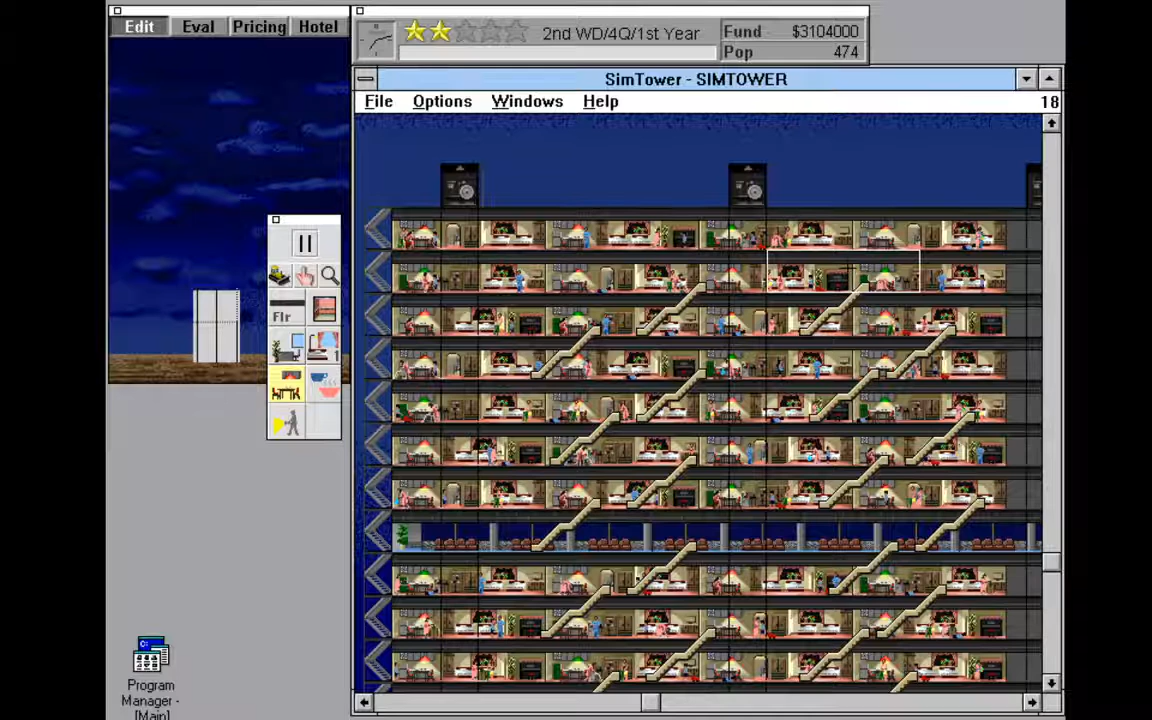 Edit Eval Pricing Hotel
2nd WD/4Q/1st Year
Fund $3104000
Pop 474
SimTower - SIMTOWER
File Options Windows Help
18
Flr
1
C:\
Program
Manager -
[Main]